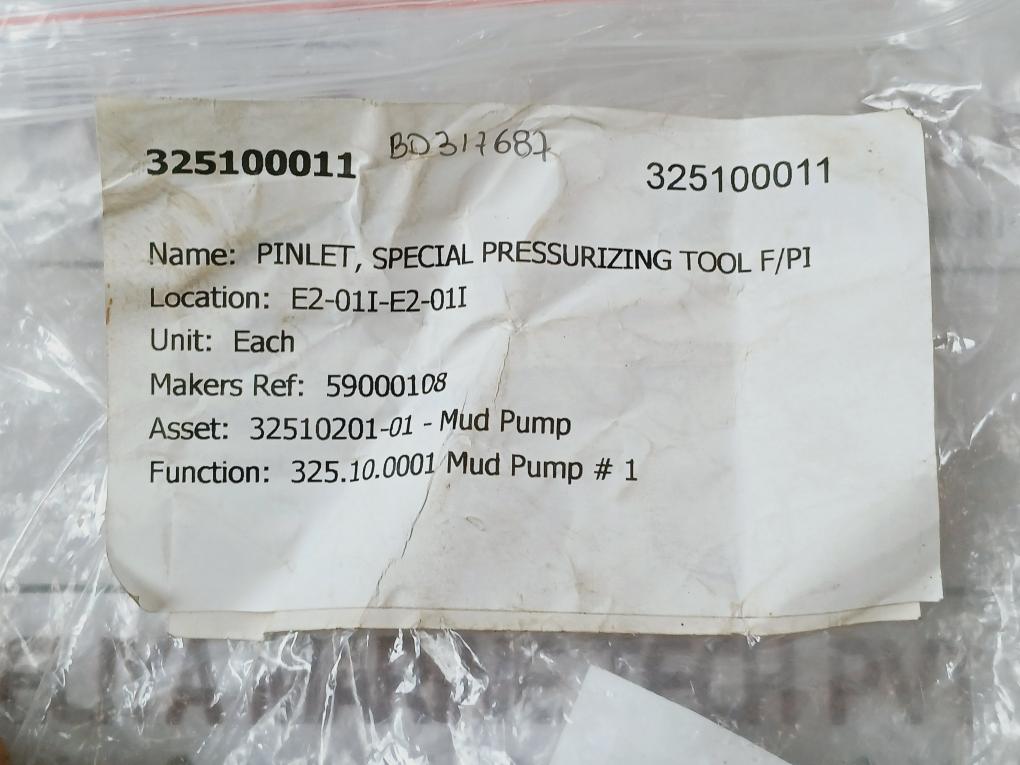 325100011 BD317687 325100011
Name: PINLET, SPECIAL PRESSURIZING TOOL F/PI
Location: E2-01I-E2-01I
Unit: Each
Makers Ref: 59000108
Asset: 32510201-01 - Mud Pump
Function: 325.10.0001 Mud Pump # 1